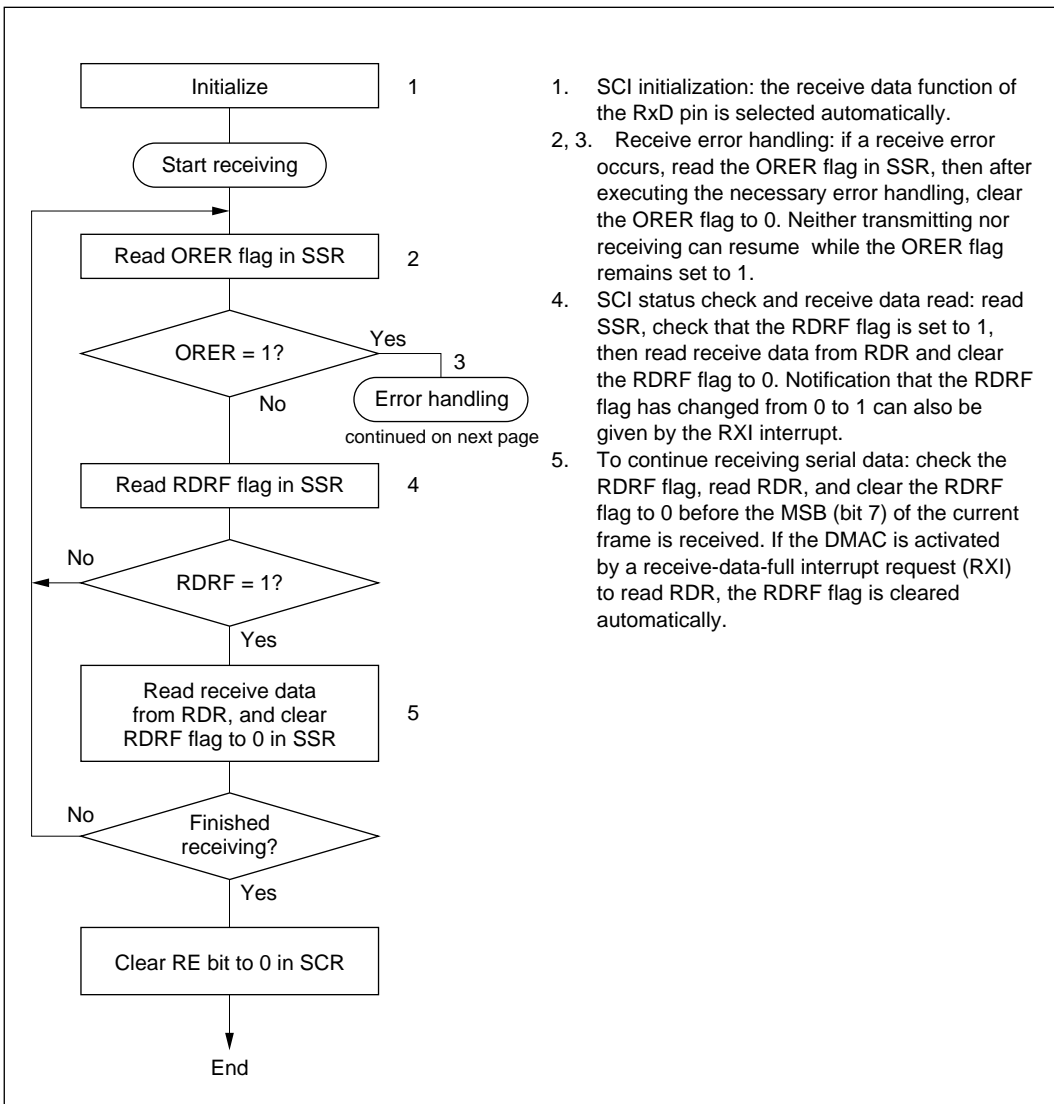 Initialize
1
Start receiving
Read ORER flag in SSR
2
ORER = 1?
Yes
3
No
Error handling
continued on next page
Read RDRF flag in SSR
4
No
RDRF = 1?
Yes
Read receive data
from RDR, and clear
RDRF flag to 0 in SSR
5
No
Finished
receiving?
Yes
Clear RE bit to 0 in SCR
End
1. SCI initialization: the receive data function of
the RxD pin is selected automatically.
2, 3. Receive error handling: if a receive error
occurs, read the ORER flag in SSR, then after
executing the necessary error handling, clear
the ORER flag to 0. Neither transmitting nor
receiving can resume while the ORER flag
remains set to 1.
4. SCI status check and receive data read: read
SSR, check that the RDRF flag is set to 1,
then read receive data from RDR and clear
the RDRF flag to 0. Notification that the RDRF
flag has changed from 0 to 1 can also be
given by the RXI interrupt.
5. To continue receiving serial data: check the
RDRF flag, read RDR, and clear the RDRF
flag to 0 before the MSB (bit 7) of the current
frame is received. If the DMAC is activated
by a receive-data-full interrupt request (RXI)
to read RDR, the RDRF flag is cleared
automatically.